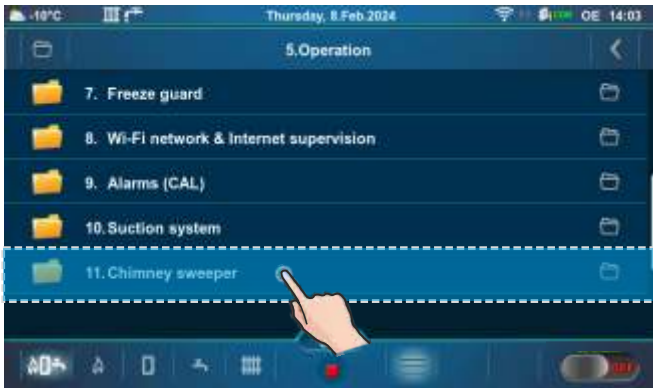 -10°C Thursday, 8.Feb.2024 OE 14:03
5.Operation
7. Freeze guard
8. Wi-Fi network & Internet supervision
9. Alarms (CAL)
10.Suction system
11.Chimney sweeper
OFF